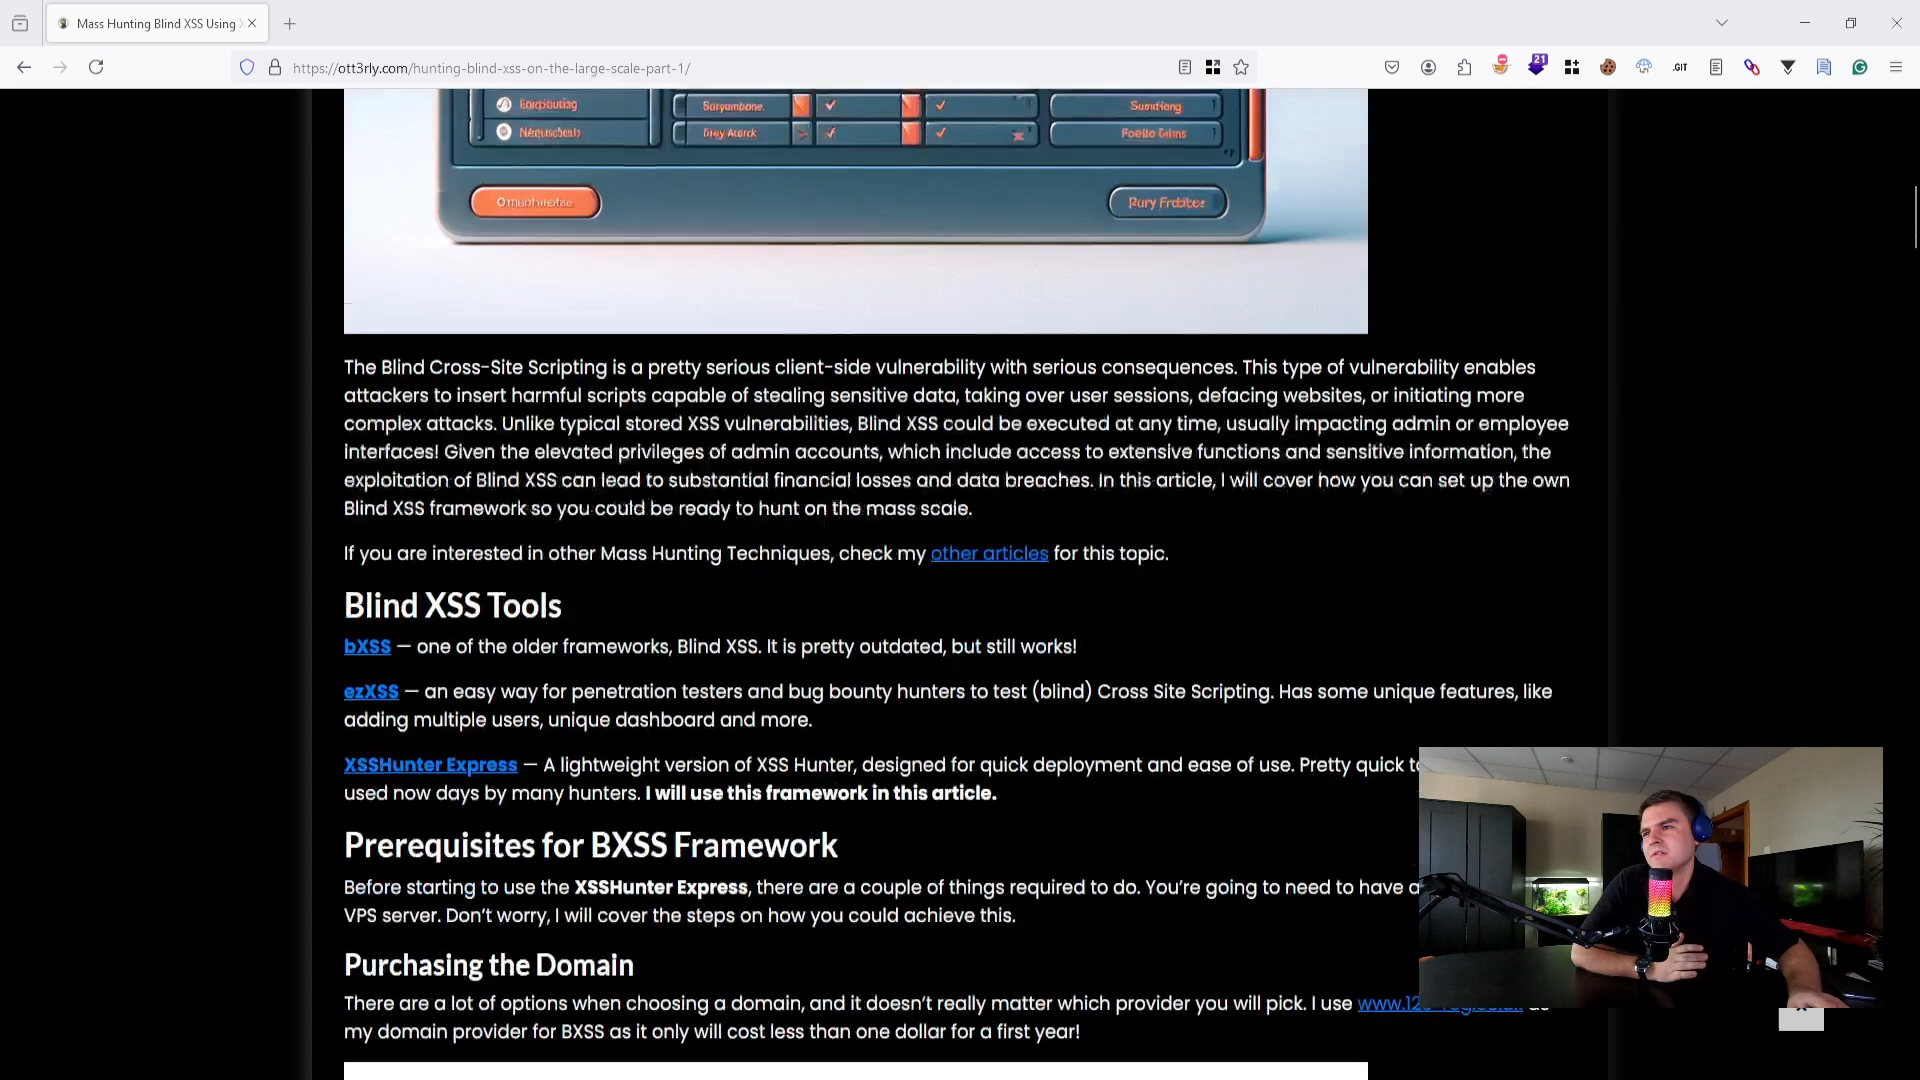 Mass Hunting Blind XSS Using
https://ott3rly.com/hunting-blind-xss-on-the-large-scale-part-1/
21
.GIT
The Blind Cross-Site Scripting is a pretty serious client-side vulnerability with serious consequences. This type of vulnerability enables
attackers to insert harmful scripts capable of stealing sensitive data, taking over user sessions, defacing websites, or initiating more
complex attacks. Unlike typical stored XSS vulnerabilities, Blind XSS could be executed at any time, usually impacting admin or employee
interfaces! Given the elevated privileges of admin accounts, which include access to extensive functions and sensitive information, the
exploitation of Blind XSS can lead to substantial financial losses and data breaches. In this article, I will cover how you can set up the own
Blind XSS framework so you could be ready to hunt on the mass scale.
If you are interested in other Mass Hunting Techniques, check my other articles for this topic.
Blind XSS Tools
bXSS — one of the older frameworks, Blind XSS. It is pretty outdated, but still works!
ezXSS — an easy way for penetration testers and bug bounty hunters to test (blind) Cross Site Scripting. Has some unique features, like
adding multiple users, unique dashboard and more.
XSSHunter Express — A lightweight version of XSS Hunter, designed for quick deployment and ease of use. Pretty quick
used now days by many hunters. I will use this framework in this article.
Prerequisites for BXSS Framework
Before starting to use the XSSHunter Express, there are a couple of things required to do. You're going to need to have a
VPS server. Don't worry, I will cover the steps on how you could achieve this.
Purchasing the Domain
There are a lot of options when choosing a domain, and it doesn't really matter which provider you will pick. I use
my domain provider for BXSS as it only will cost less than one dollar for a first year!